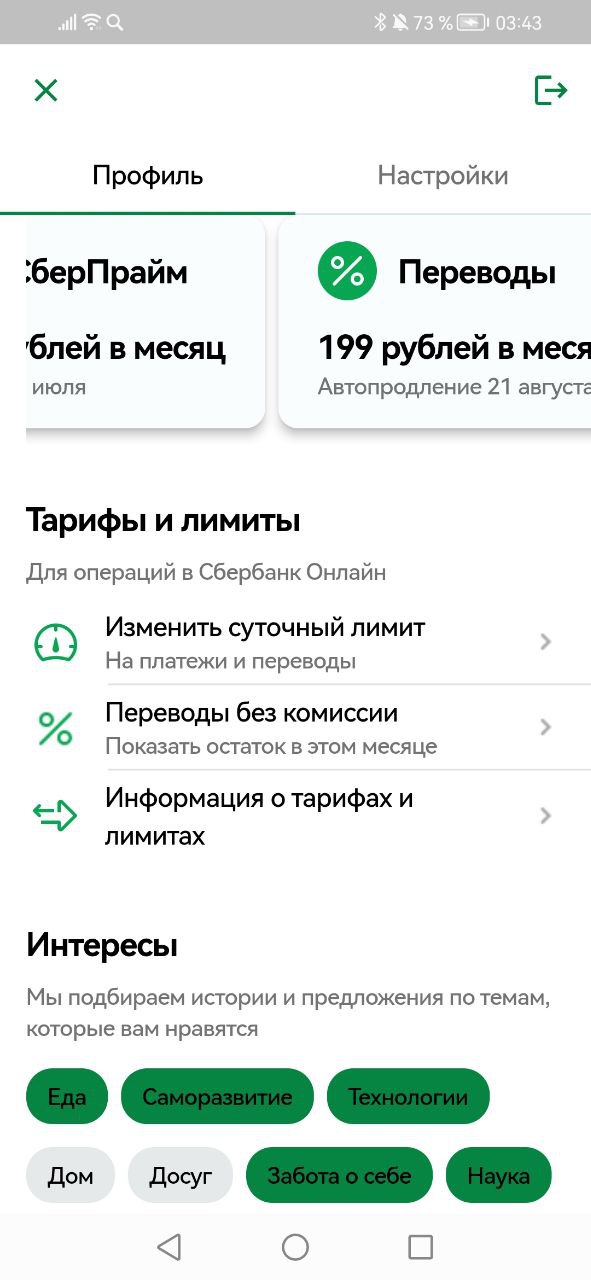 73 % 03:43
Профиль Настройки
СберПрайм Переводы
блей в месяц 199 рублей в меся
июля Автопродление 21 августа
Тарифы и лимиты
Для операций в Сбербанк Онлайн
Изменить суточный лимит
На платежи и переводы
% Переводы без комиссии
Показать остаток в этом месяце
Информация о тарифах и
лимитах
Интересы
Мы подбираем истории и предложения по темам,
которые вам нравятся
Еда Саморазвитие Технологии
Дом Досуг Забота о себе Наука